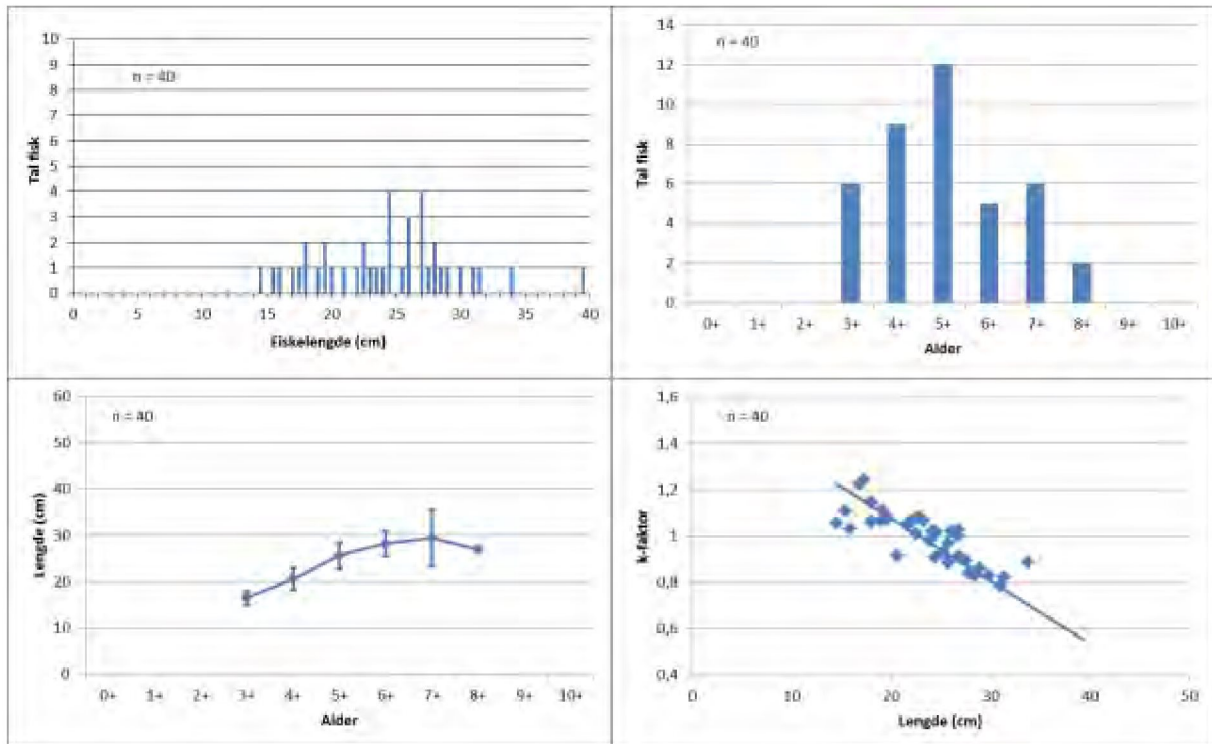 10
9
8
7
6
5
4
3
2
1
0
n = 40
Tal fisk
0 5 10 15 20 25 30 35 40
Fiskelengde (cm)
14
12
10
8
6
4
2
0
n = 40
Tal fisk
0+ 1+ 2+ 3+ 4+ 5+ 6+ 7+ 8+ 9+ 10+
Alder
60
50
40
30
20
10
0
n = 40
Lengde (cm)
0+ 1+ 2+ 3+ 4+ 5+ 6+ 7+ 8+ 9+ 10+
Alder
1,6
1,4
1,2
1
0,8
0,6
0,4
n = 40
k-faktor
0 10 20 30 40 50
Lengde (cm)